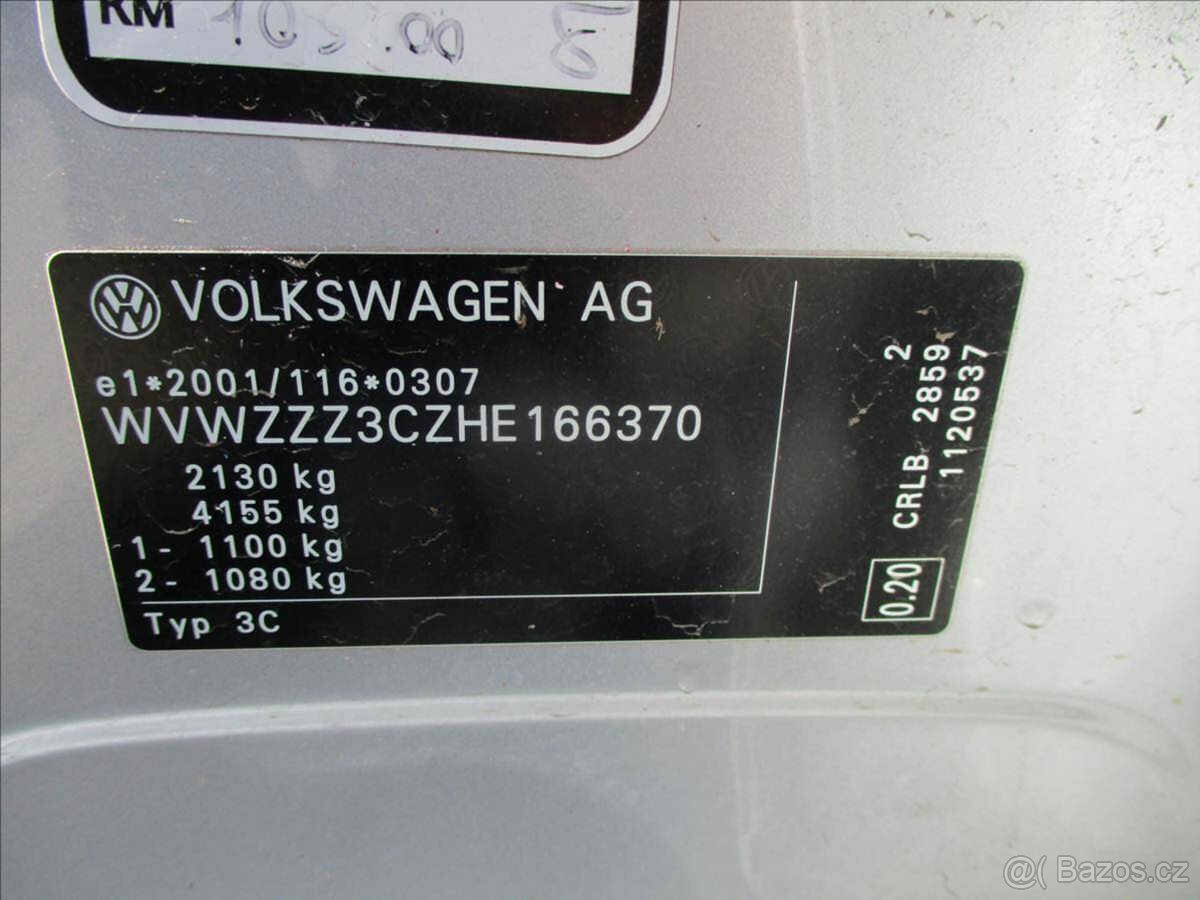 KM
VOLKSWAGEN AG
e1*2001/116*0307
WVWZZZ3CZHE166370
2130 kg
4155 kg
1- 1100 kg
2- 1080 kg
Typ 3C
2
CRLB 2859
1120537
0.20
@( Bazos.cz